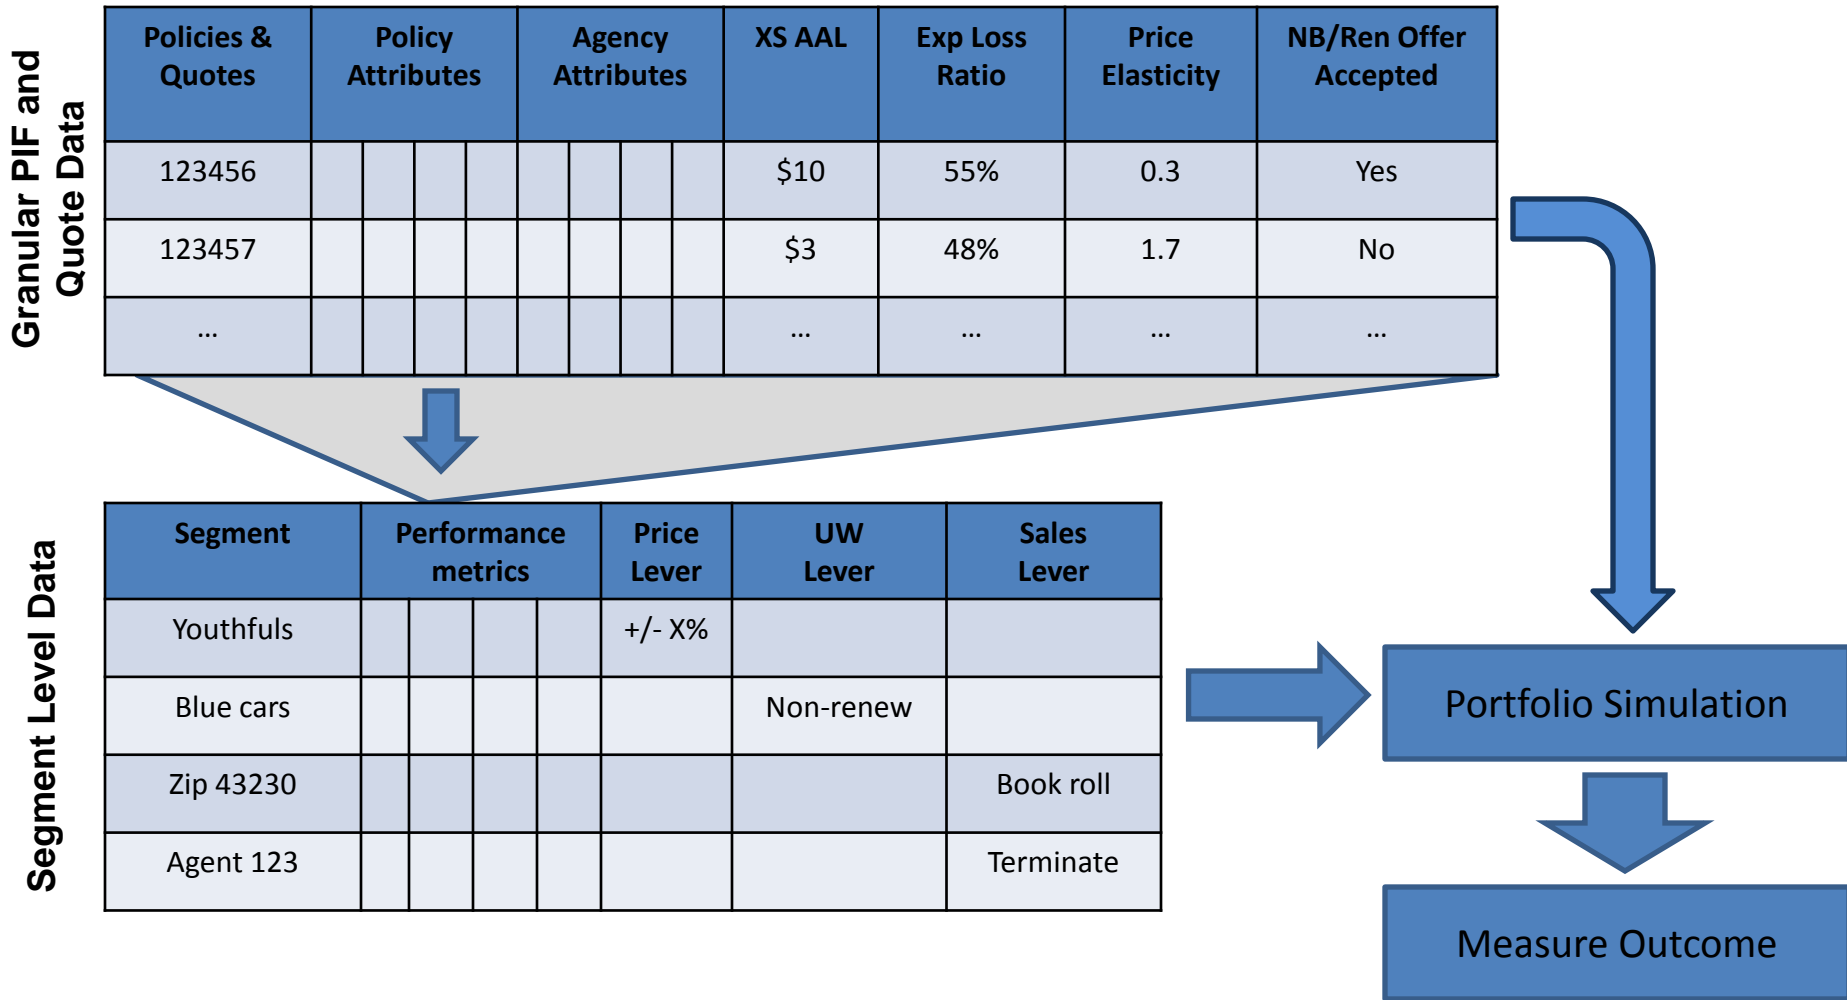 Granular PIF and
Quote Data
Policies &
Quotes
Policy
Attributes
Agency
Attributes
XS AAL
Exp Loss
Ratio
Price
Elasticity
NB/Ren Offer
Accepted
123456
$10
55%
0.3
Yes
123457
$3
48%
1.7
No
...
...
...
...
...
Segment Level Data
Segment
Performance
metrics
Price
Lever
UW
Lever
Sales
Lever
Youthfuls
+/- X%
Blue cars
Non-renew
Zip 43230
Book roll
Agent 123
Terminate
Portfolio Simulation
Measure Outcome